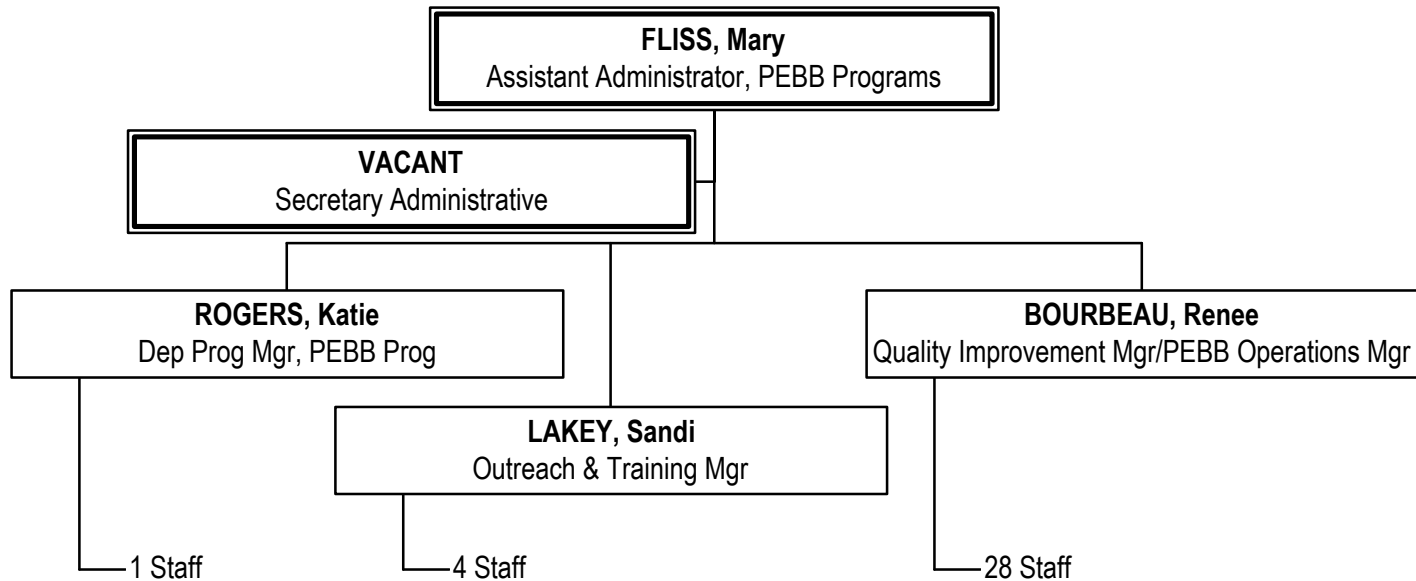 FLISS, Mary
Assistant Administrator, PEBB Programs
VACANT
Secretary Administrative
ROGERS, Katie
Dep Prog Mgr, PEBB Prog
BOURBEAU, Renee
Quality Improvement Mgr/PEBB Operations Mgr
LAKEY, Sandi
Outreach & Training Mgr
1 Staff
4 Staff
28 Staff